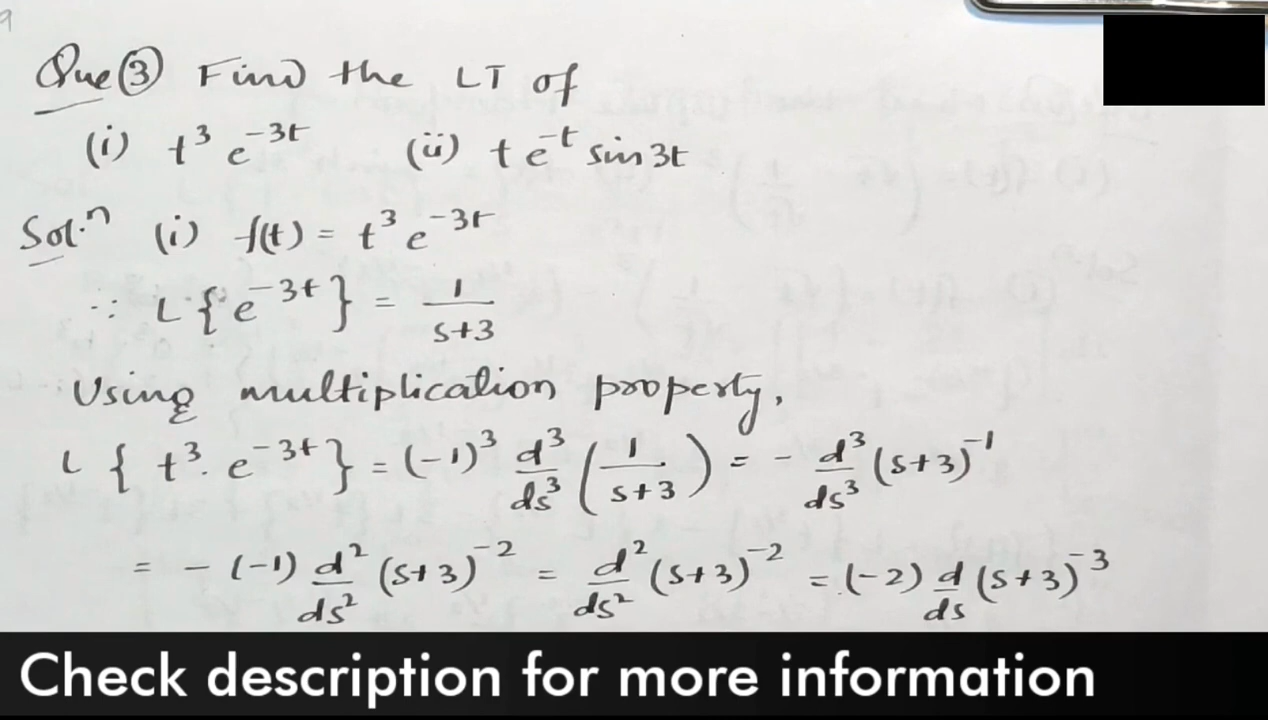 Que ③ Find the LT of
(i) t³ e⁻³ᵗ (ii) t e⁻ᵗ sin 3t
Sol.ⁿ (i) f(t) = t³ e⁻³ᵗ
∵ L{e⁻³ᵗ} = 1/(s+3)
Using multiplication property,
L { t³. e⁻³ᵗ } = (-1)³ d³/ds³ (1/(s+3)) = - d³/ds³ (s+3)⁻¹
= - (-1) d²/ds² (s+3)⁻² = d²/ds² (s+3)⁻² = (-2) d/ds (s+3)⁻³
Check description for more information